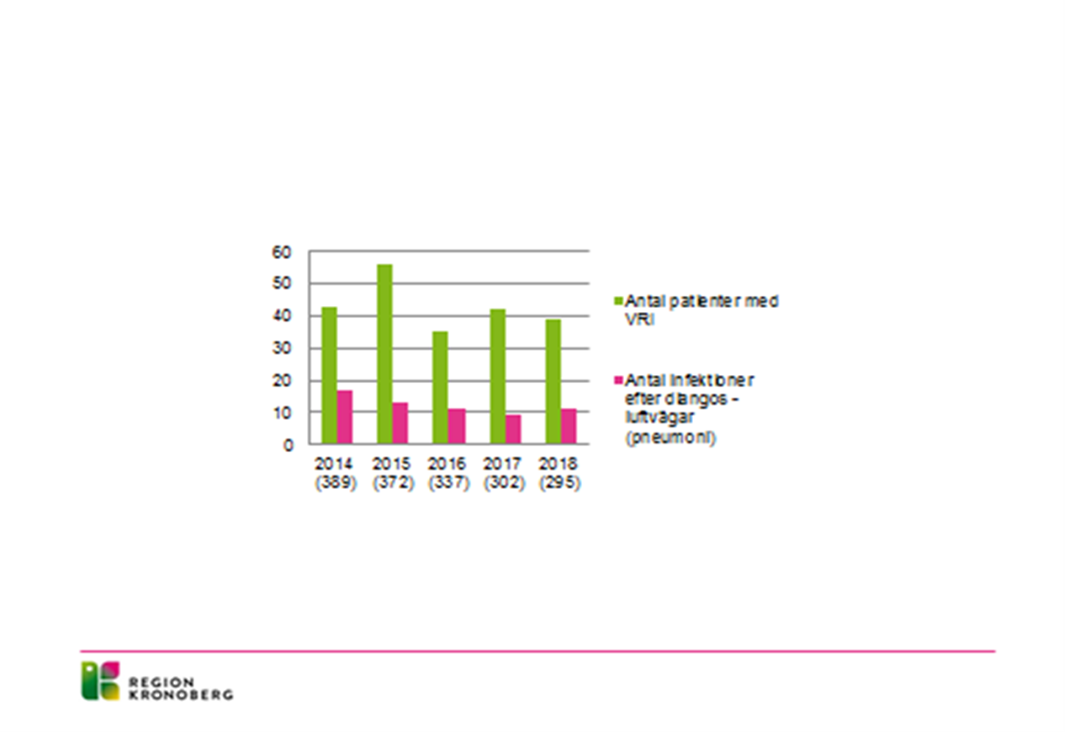 60
50
40
30
20
10
0
2014 2015 2016 2017 2018
(389) (372) (337) (302) (295)
Antal patienter med
VRI
Antal infektioner
efter diangos -
luftvägar
(pneumoni)
REGION
KRONOBERG